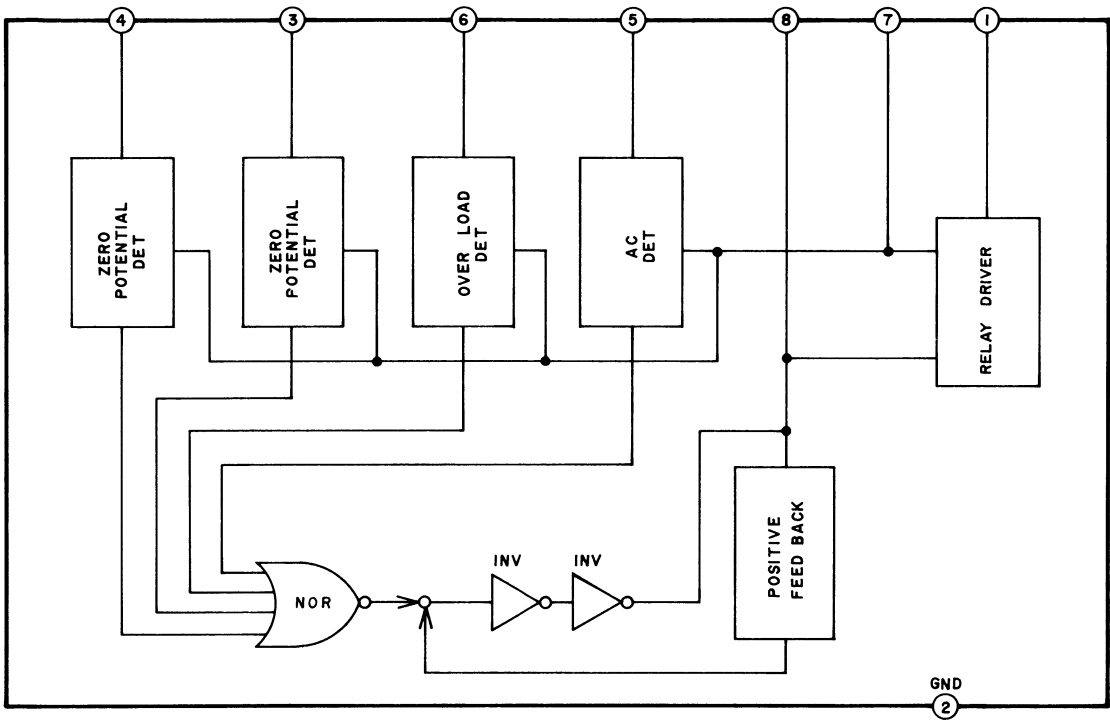 4 3 6 5 8 7 1
ZERO
POTENTIAL
DET
ZERO
POTENTIAL
DET
OVER LOAD
DET
AC
DET
RELAY DRIVER
POSITIVE
FEED BACK
INV INV
NOR
GND
2